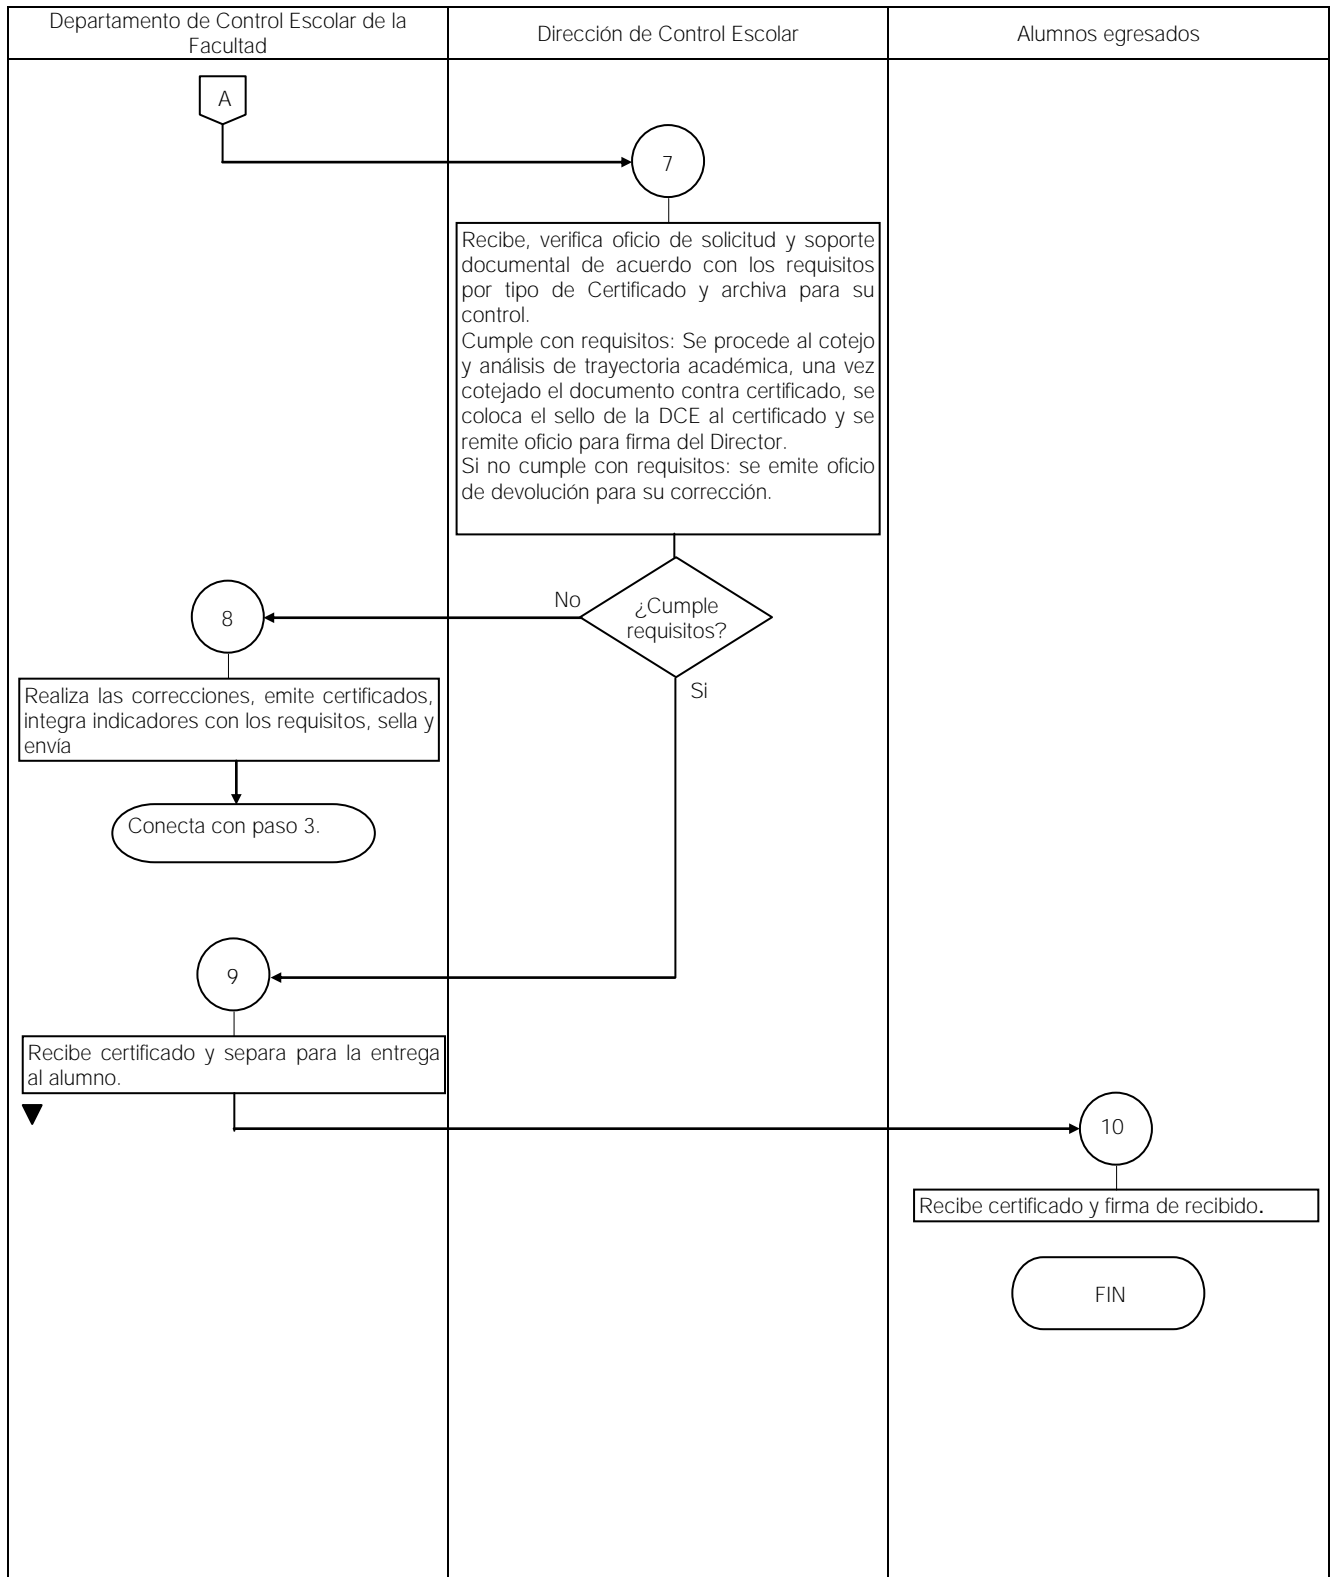 Departamento de Control Escolar de la
Facultad
Dirección de Control Escolar
Alumnos egresados
A
7
Recibe, verifica oficio de solicitud y soporte
documental de acuerdo con los requisitos
por tipo de Certificado y archiva para su
control.
Cumple con requisitos: Se procede al cotejo
y análisis de trayectoria académica, una vez
cotejado el documento contra certificado, se
coloca el sello de la DCE al certificado y se
remite oficio para firma del Director.
Si no cumple con requisitos: se emite oficio
de devolución para su corrección.
¿Cumple
requisitos?
No
Si
8
Realiza las correcciones, emite certificados,
integra indicadores con los requisitos, sella y
envía
Conecta con paso 3.
9
Recibe certificado y separa para la entrega
al alumno.
10
Recibe certificado y firma de recibido.
FIN